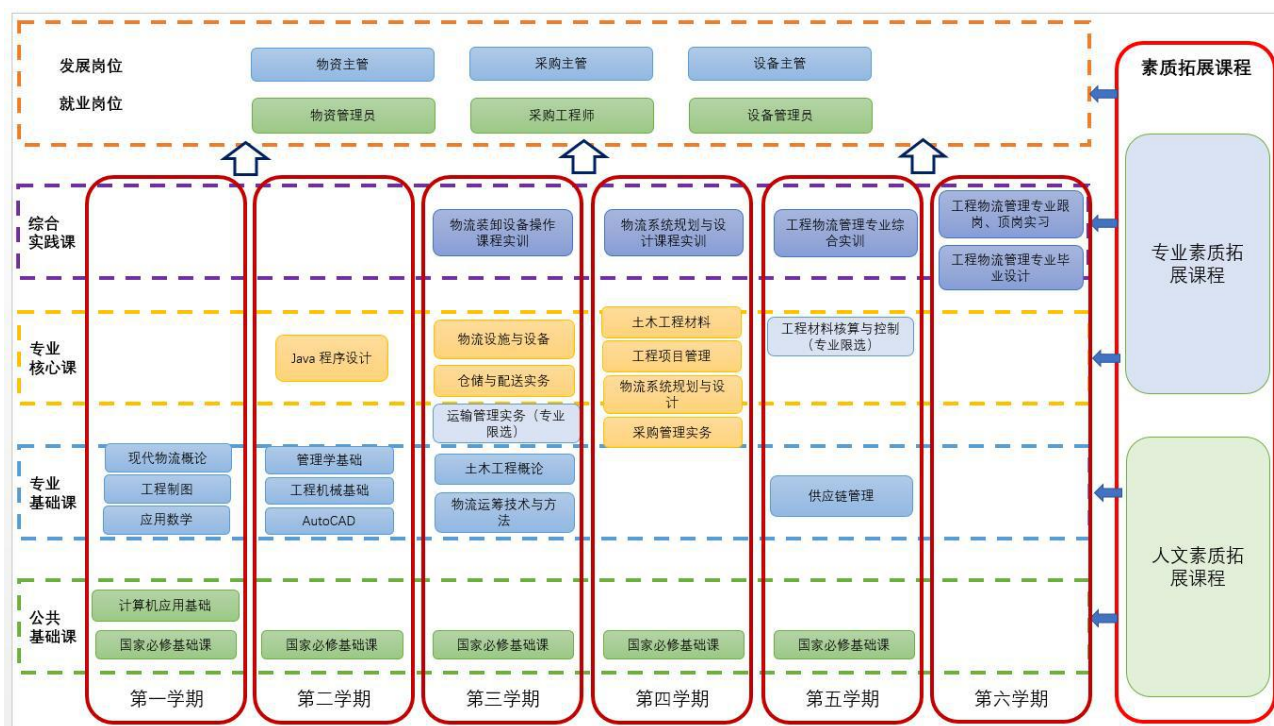 发展岗位
物资主管
采购主管
设备主管
就业岗位
物资管理员
采购工程师
设备管理员
素质拓展课程
专业素质拓
展课程
人文素质拓
展课程
综合
实践课
物流装卸设备操作
课程实训
物流系统规划与设
计课程实训
工程物流管理专业综
合实训
工程物流管理专业跟
岗、顶岗实习
工程物流管理专业毕
业设计
专业
核心课
Java 程序设计
物流设施与设备
仓储与配送实务
运输管理实务（专业
限选）
土木工程材料
工程项目管理
物流系统规划与设
计
采购管理实务
工程材料核算与控制
（专业限选）
专业
基础课
现代物流概论
工程制图
应用数学
管理学基础
工程机械基础
AutoCAD
土木工程概论
物流运筹技术与方
法
供应链管理
公共
基础课
计算机应用基础
国家必修基础课
国家必修基础课
国家必修基础课
国家必修基础课
国家必修基础课
第一学期
第二学期
第三学期
第四学期
第五学期
第六学期